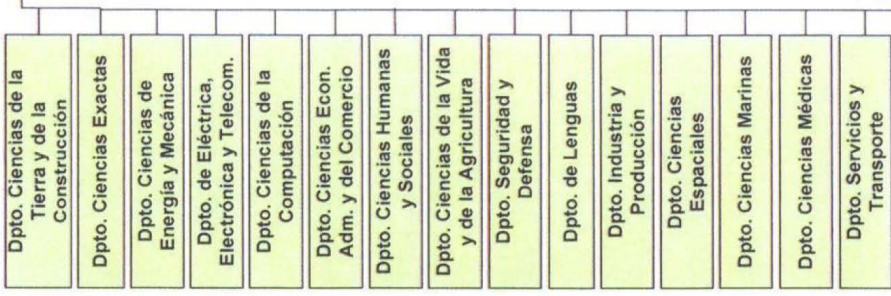 Dpto. Ciencias de la
Tierra y de la
Construcción
Dpto. Ciencias Exactas
Dpto. Ciencias de
Energía y Mecánica
Dpto. de Eléctrica,
Electrónica y Telecom.
Dpto. Ciencias de la
Computación
Dpto. Ciencias Econ.
Adm. y del Comercio
Dpto. Ciencias Humanas
y Sociales
Dpto. Ciencias de la Vida
y de la Agricultura
Dpto. Seguridad y
Defensa
Dpto. de Lenguas
Dpto. Industria y
Producción
Dpto. Ciencias
Espaciales
Dpto. Ciencias Marinas
Dpto. Ciencias Médicas
Dpto. Servicios y
Transporte